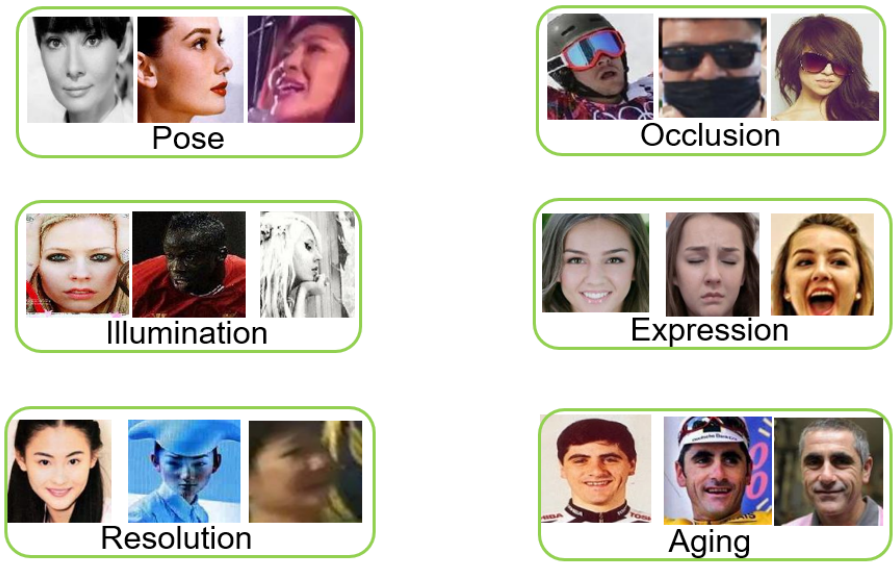 Pose
Occlusion
Illumination
Expression
Resolution
Aging